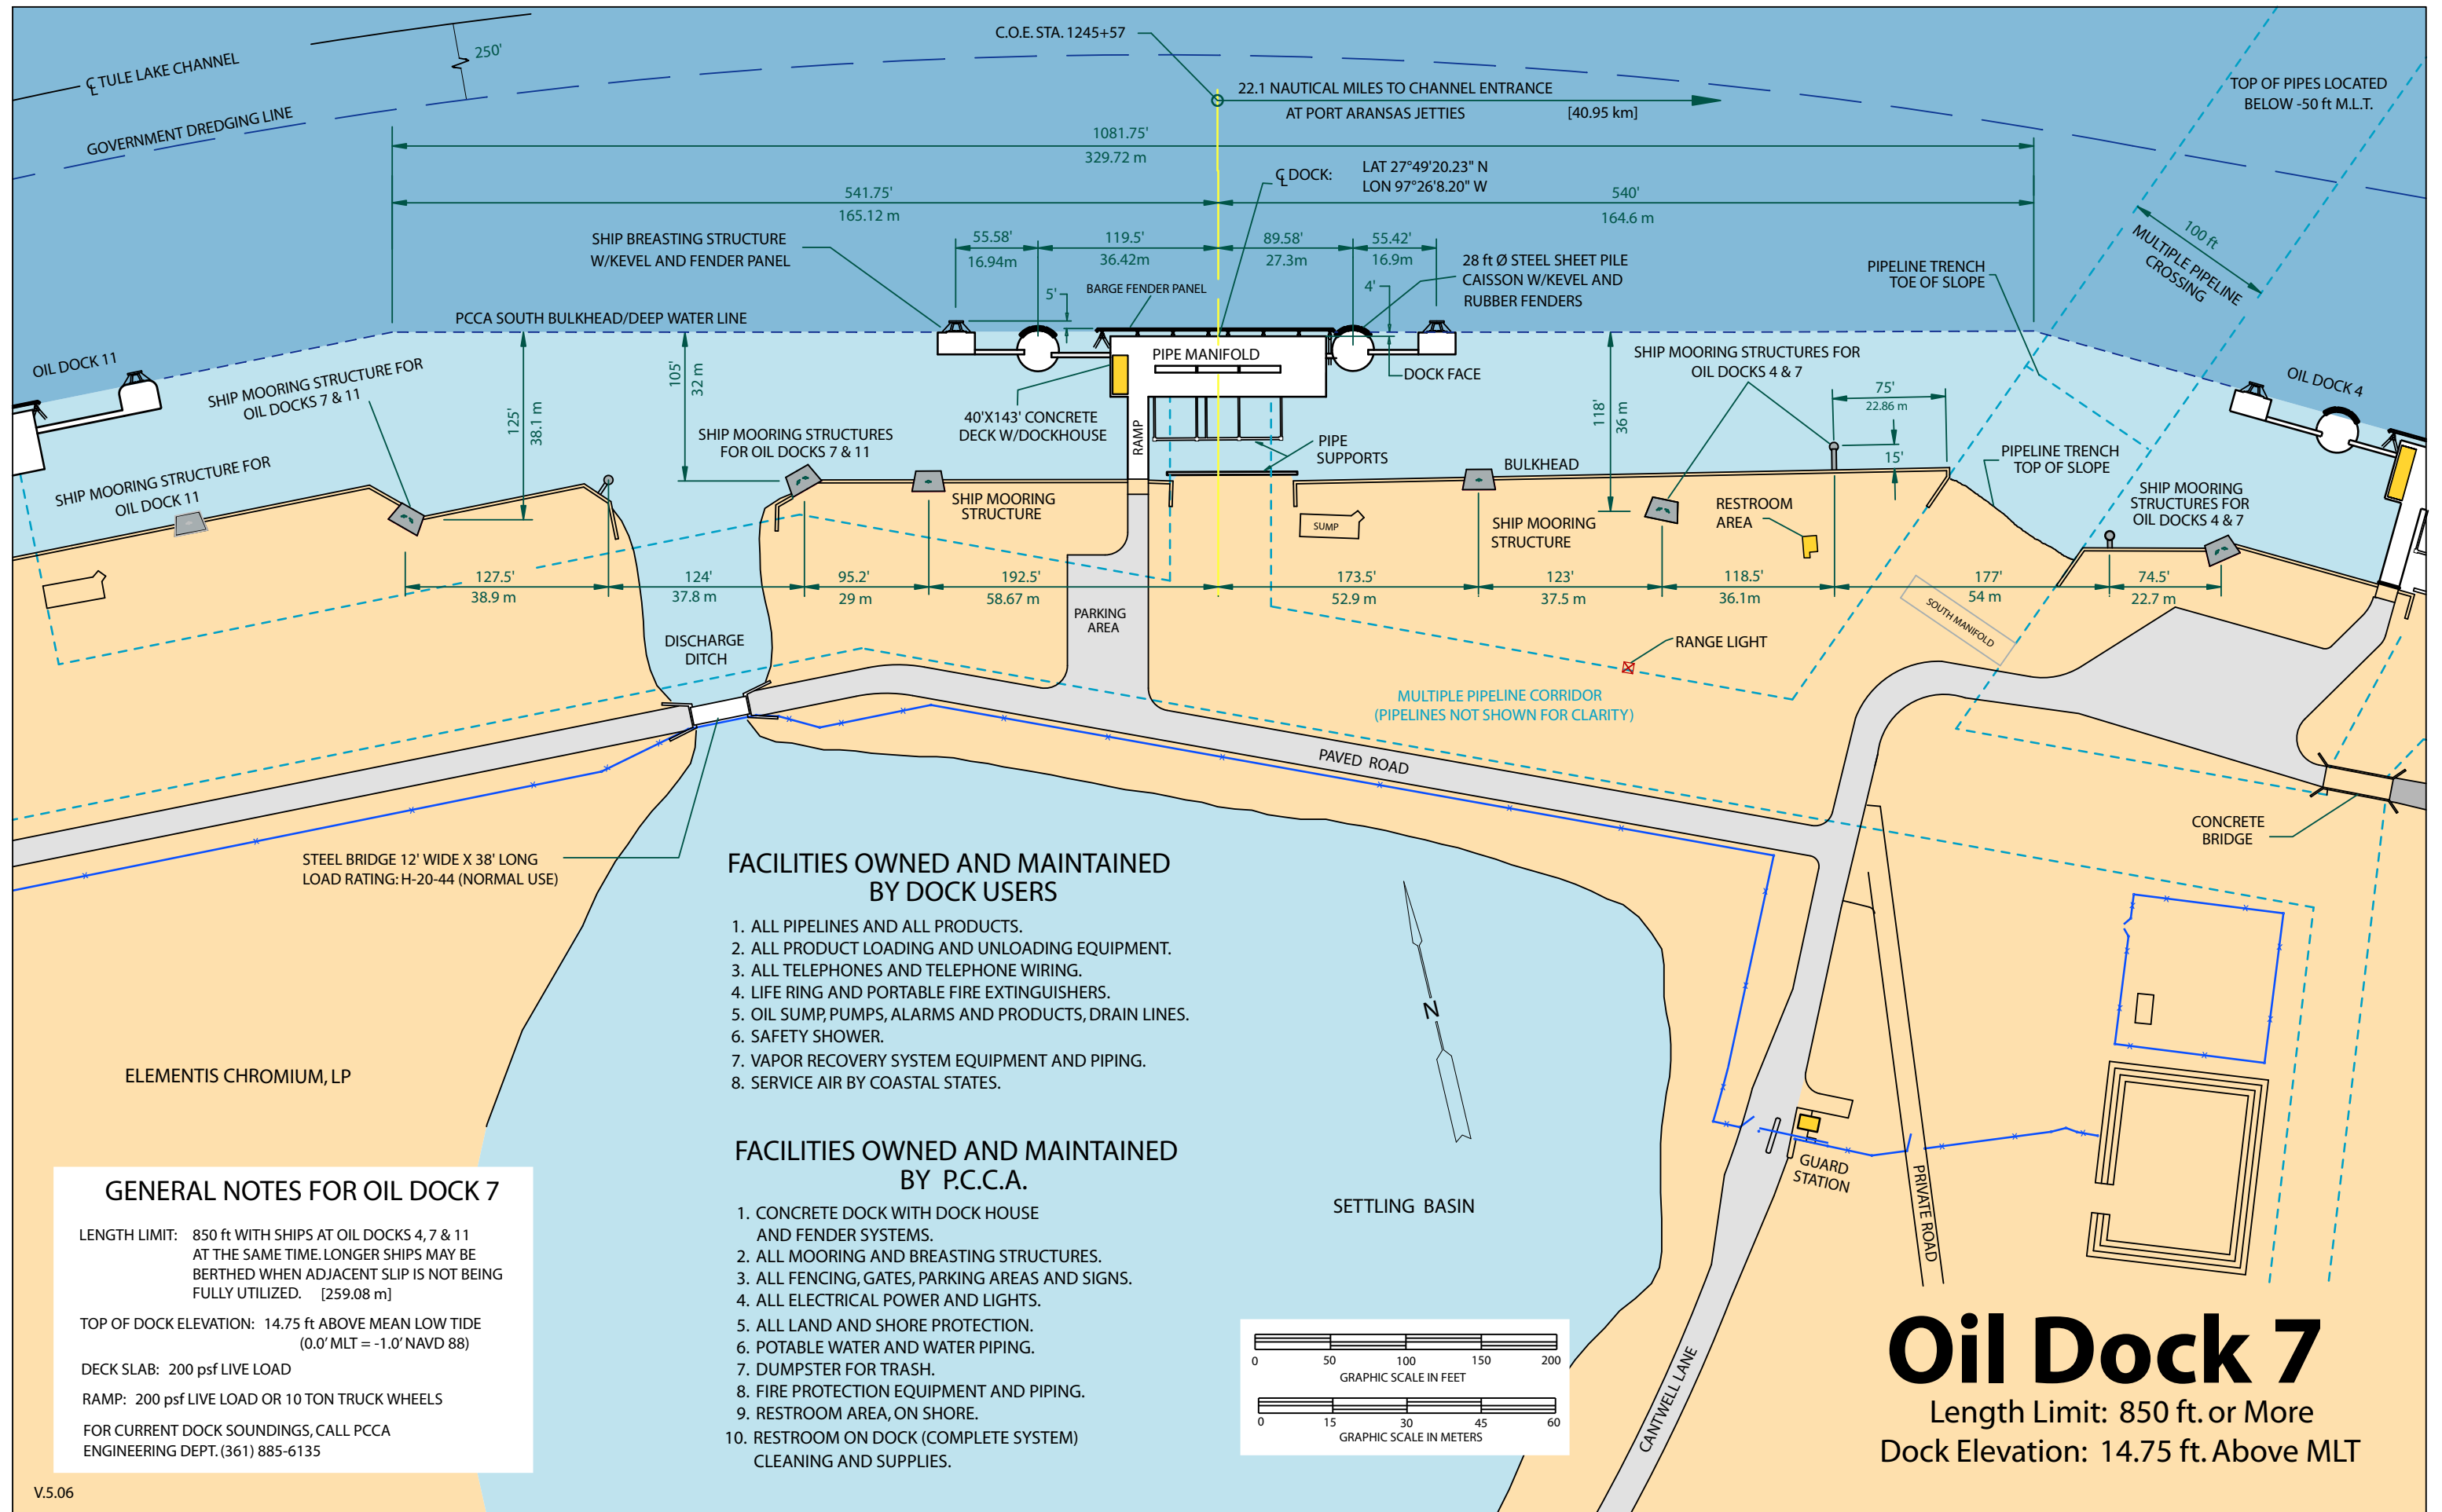 C.O.E. STA. 1245+57
℄ TULE LAKE CHANNEL
250'
GOVERNMENT DREDGING LINE
22.1 NAUTICAL MILES TO CHANNEL ENTRANCE
AT PORT ARANSAS JETTIES [40.95 km]
TOP OF PIPES LOCATED
BELOW -50 ft M.L.T.
1081.75'
329.72 m
℄ DOCK: LAT 27°49'20.23" N
LON 97°26'8.20" W
541.75'
165.12 m
540'
164.6 m
SHIP BREASTING STRUCTURE
W/KEVEL AND FENDER PANEL
55.58'
16.94m
119.5'
36.42m
89.58'
27.3m
55.42'
16.9m
28 ft Ø STEEL SHEET PILE
CAISSON W/KEVEL AND
RUBBER FENDERS
100 ft
MULTIPLE PIPELINE
CROSSING
PIPELINE TRENCH
TOE OF SLOPE
5'
BARGE FENDER PANEL
4'
PCCA SOUTH BULKHEAD/DEEP WATER LINE
OIL DOCK 11
SHIP MOORING STRUCTURE FOR
OIL DOCKS 7 & 11
125'
38.1 m
105'
32 m
PIPE MANIFOLD
DOCK FACE
118'
36 m
SHIP MOORING STRUCTURES FOR
OIL DOCKS 4 & 7
75'
22.86 m
15'
OIL DOCK 4
40'X143' CONCRETE
DECK W/DOCKHOUSE
RAMP
PIPE
SUPPORTS
SHIP MOORING STRUCTURES
FOR OIL DOCKS 7 & 11
SHIP MOORING STRUCTURE FOR
OIL DOCK 11
BULKHEAD
PIPELINE TRENCH
TOP OF SLOPE
SHIP MOORING
STRUCTURES FOR
OIL DOCKS 4 & 7
SHIP MOORING
STRUCTURE
SUMP
SHIP MOORING
STRUCTURE
RESTROOM
AREA
127.5'
38.9 m
124'
37.8 m
95.2'
29 m
192.5'
58.67 m
173.5'
52.9 m
123'
37.5 m
118.5'
36.1m
177'
54 m
74.5'
22.7 m
PARKING
AREA
SOUTH MANIFOLD
DISCHARGE
DITCH
RANGE LIGHT
MULTIPLE PIPELINE CORRIDOR
(PIPELINES NOT SHOWN FOR CLARITY)
PAVED ROAD
CONCRETE
BRIDGE
STEEL BRIDGE 12' WIDE X 38' LONG
LOAD RATING: H-20-44 (NORMAL USE)
FACILITIES OWNED AND MAINTAINED
BY DOCK USERS
1. ALL PIPELINES AND ALL PRODUCTS.
2. ALL PRODUCT LOADING AND UNLOADING EQUIPMENT.
3. ALL TELEPHONES AND TELEPHONE WIRING.
4. LIFE RING AND PORTABLE FIRE EXTINGUISHERS.
5. OIL SUMP, PUMPS, ALARMS AND PRODUCTS, DRAIN LINES.
6. SAFETY SHOWER.
7. VAPOR RECOVERY SYSTEM EQUIPMENT AND PIPING.
8. SERVICE AIR BY COASTAL STATES.
N
ELEMENTIS CHROMIUM, LP
FACILITIES OWNED AND MAINTAINED
BY P.C.C.A.
1. CONCRETE DOCK WITH DOCK HOUSE
AND FENDER SYSTEMS.
2. ALL MOORING AND BREASTING STRUCTURES.
3. ALL FENCING, GATES, PARKING AREAS AND SIGNS.
4. ALL ELECTRICAL POWER AND LIGHTS.
5. ALL LAND AND SHORE PROTECTION.
6. POTABLE WATER AND WATER PIPING.
7. DUMPSTER FOR TRASH.
8. FIRE PROTECTION EQUIPMENT AND PIPING.
9. RESTROOM AREA, ON SHORE.
10. RESTROOM ON DOCK (COMPLETE SYSTEM)
CLEANING AND SUPPLIES.
SETTLING BASIN
GUARD
STATION
PRIVATE ROAD
CANTWELL LANE
GENERAL NOTES FOR OIL DOCK 7
LENGTH LIMIT: 850 ft WITH SHIPS AT OIL DOCKS 4, 7 & 11
AT THE SAME TIME. LONGER SHIPS MAY BE
BERTHED WHEN ADJACENT SLIP IS NOT BEING
FULLY UTILIZED. [259.08 m]
TOP OF DOCK ELEVATION: 14.75 ft ABOVE MEAN LOW TIDE
(0.0' MLT = -1.0' NAVD 88)
DECK SLAB: 200 psf LIVE LOAD
RAMP: 200 psf LIVE LOAD OR 10 TON TRUCK WHEELS
FOR CURRENT DOCK SOUNDINGS, CALL PCCA
ENGINEERING DEPT. (361) 885-6135
V.5.06
0 50 100 150 200
GRAPHIC SCALE IN FEET
0 15 30 45 60
GRAPHIC SCALE IN METERS
Oil Dock 7
Length Limit: 850 ft. or More
Dock Elevation: 14.75 ft. Above MLT